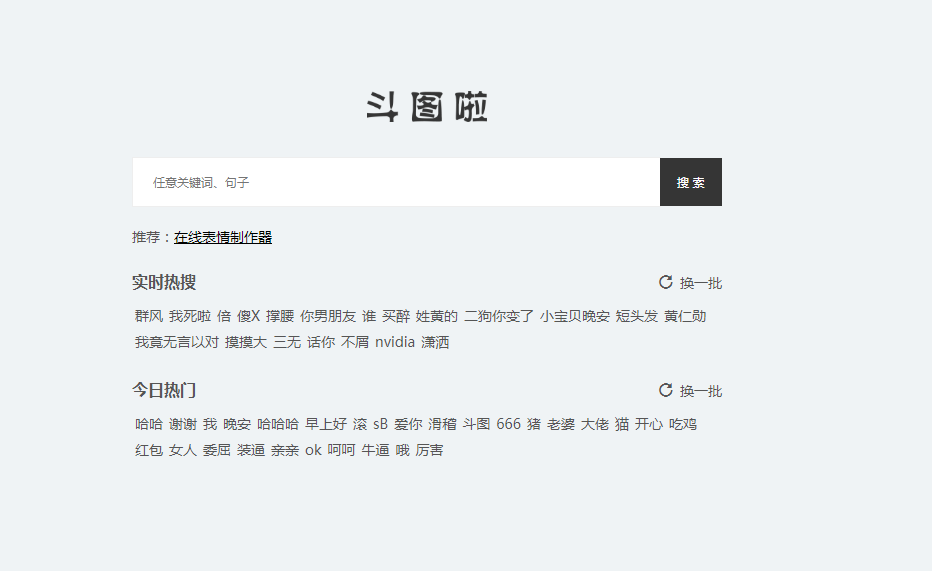 斗图啦
任意关键词、句子 搜 索
推荐：在线表情制作器
实时热搜 换一批
群风 我死啦 倍 傻X 撑腰 你男朋友 谁 买醉 姓黄的 二狗你变了 小宝贝晚安 短头发 黄仁勋
我竟无言以对 摸摸大 三无 话你 不屑 nvidia 潇洒
今日热门 换一批
哈哈 谢谢 我 晚安 哈哈哈 早上好 滚 sB 爱你 滑稽 斗图 666 猪 老婆 大佬 猫 开心 吃鸡
红包 女人 委屈 装逼 亲亲 ok 呵呵 牛逼 哦 厉害